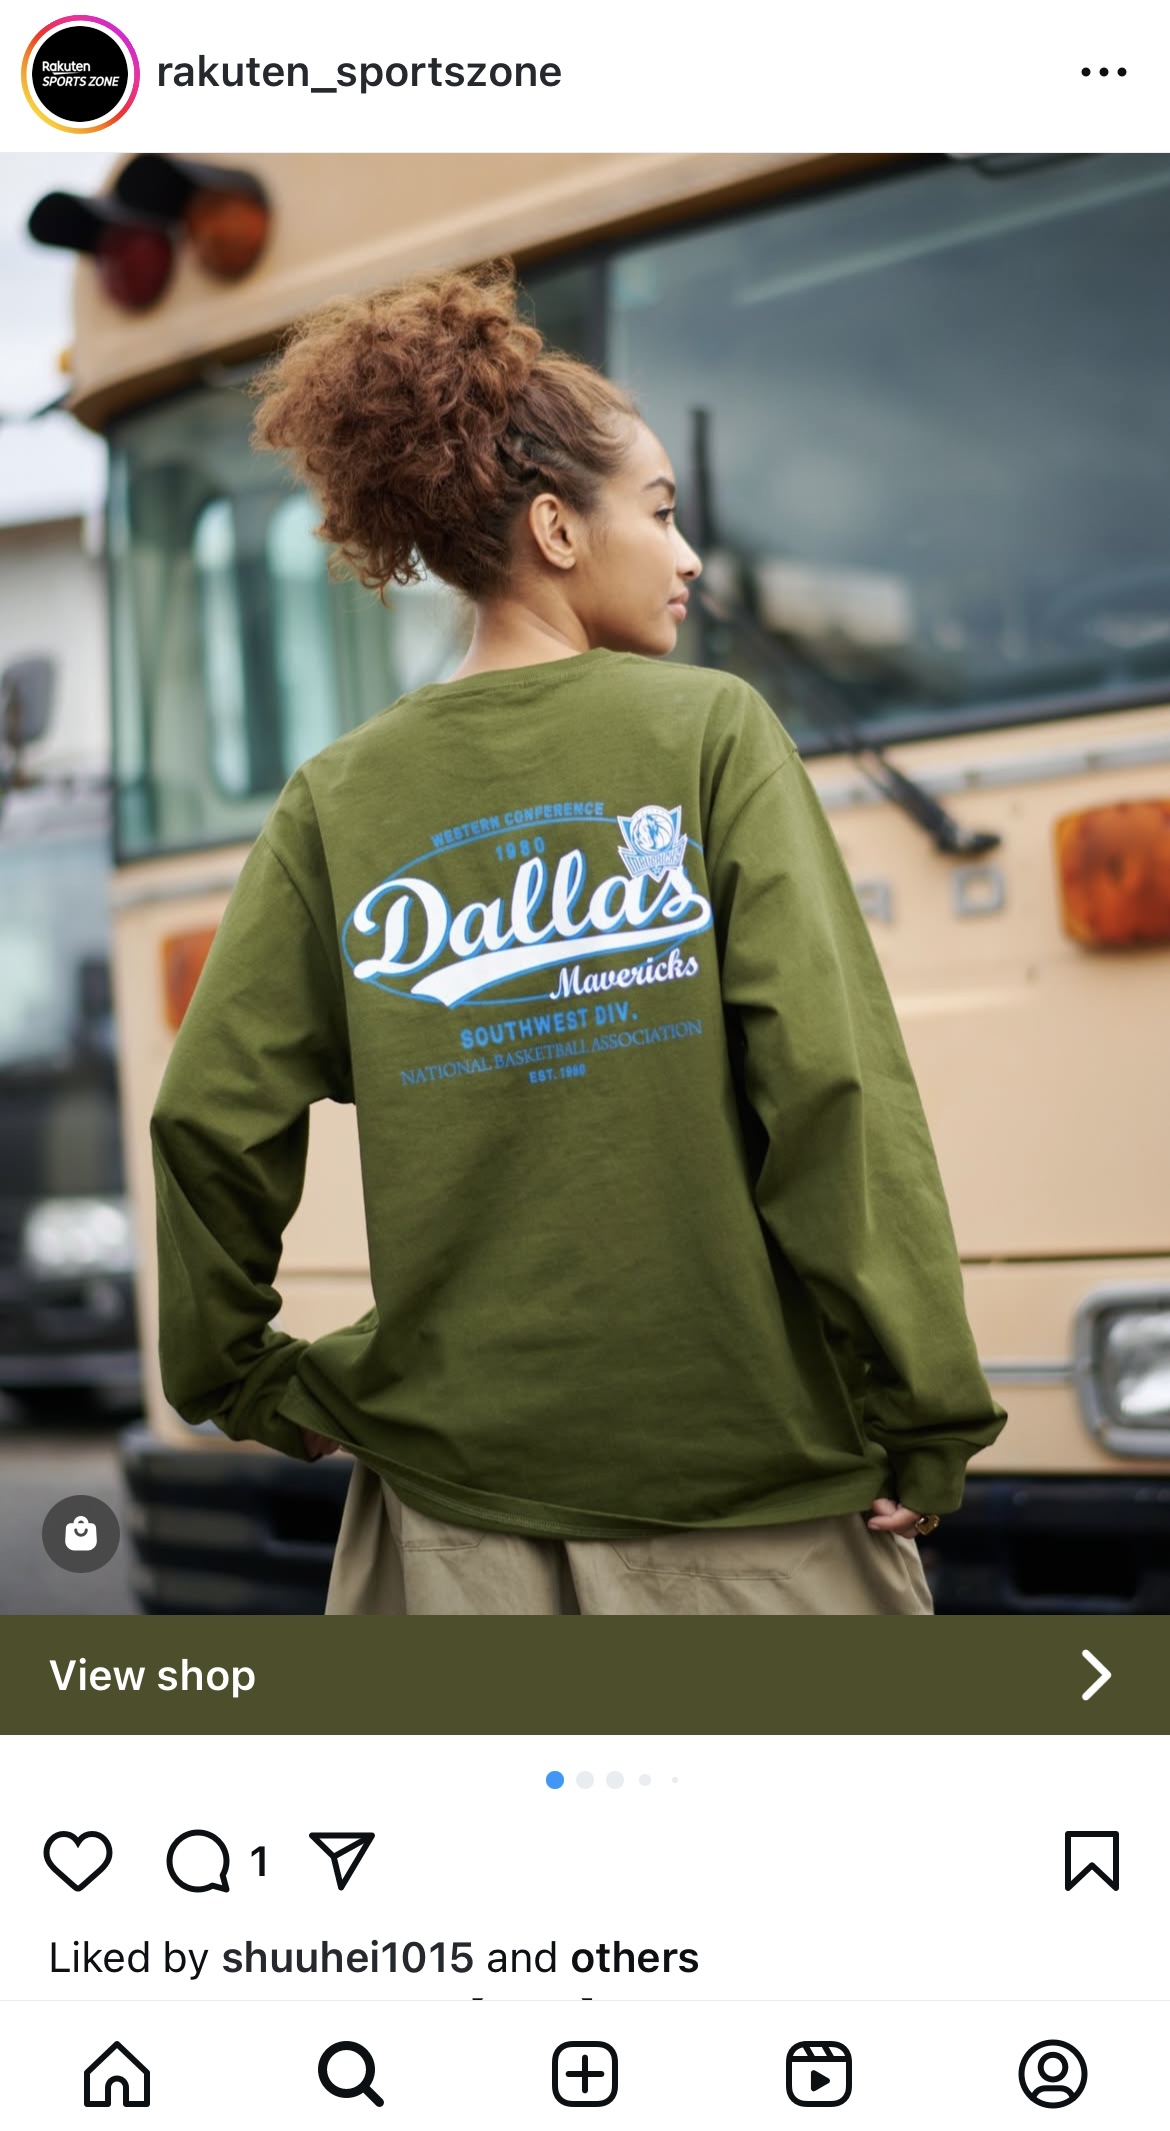 Rakuten
SPORTS ZONE
rakuten_sportszone
WESTERN CONFERENCE
1980
MAVERICKS
Dallas
Mavericks
SOUTHWEST DIV.
NATIONAL BASKETBALL ASSOCIATION
EST. 1980
View shop
1
Liked by shuuhei1015 and others